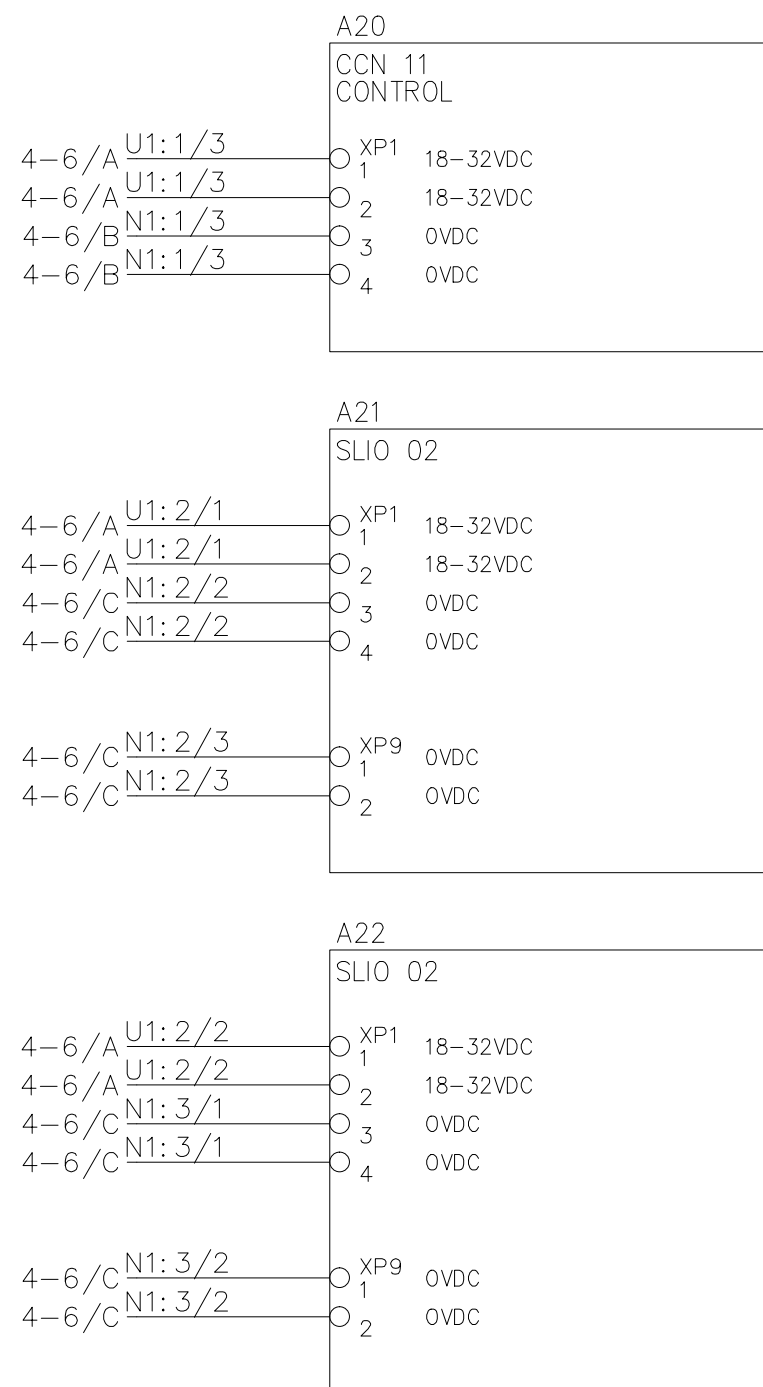 A20
CCN 11
CONTROL
4-6/A U1:1/3 XP1 1 18-32VDC
4-6/A U1:1/3 2 18-32VDC
4-6/B N1:1/3 3 0VDC
4-6/B N1:1/3 4 0VDC
A21
SLIO 02
4-6/A U1:2/1 XP1 1 18-32VDC
4-6/A U1:2/1 2 18-32VDC
4-6/C N1:2/2 3 0VDC
4-6/C N1:2/2 4 0VDC
4-6/C N1:2/3 XP9 1 0VDC
4-6/C N1:2/3 2 0VDC
A22
SLIO 02
4-6/A U1:2/2 XP1 1 18-32VDC
4-6/A U1:2/2 2 18-32VDC
4-6/C N1:3/1 3 0VDC
4-6/C N1:3/1 4 0VDC
4-6/C N1:3/2 XP9 1 0VDC
4-6/C N1:3/2 2 0VDC